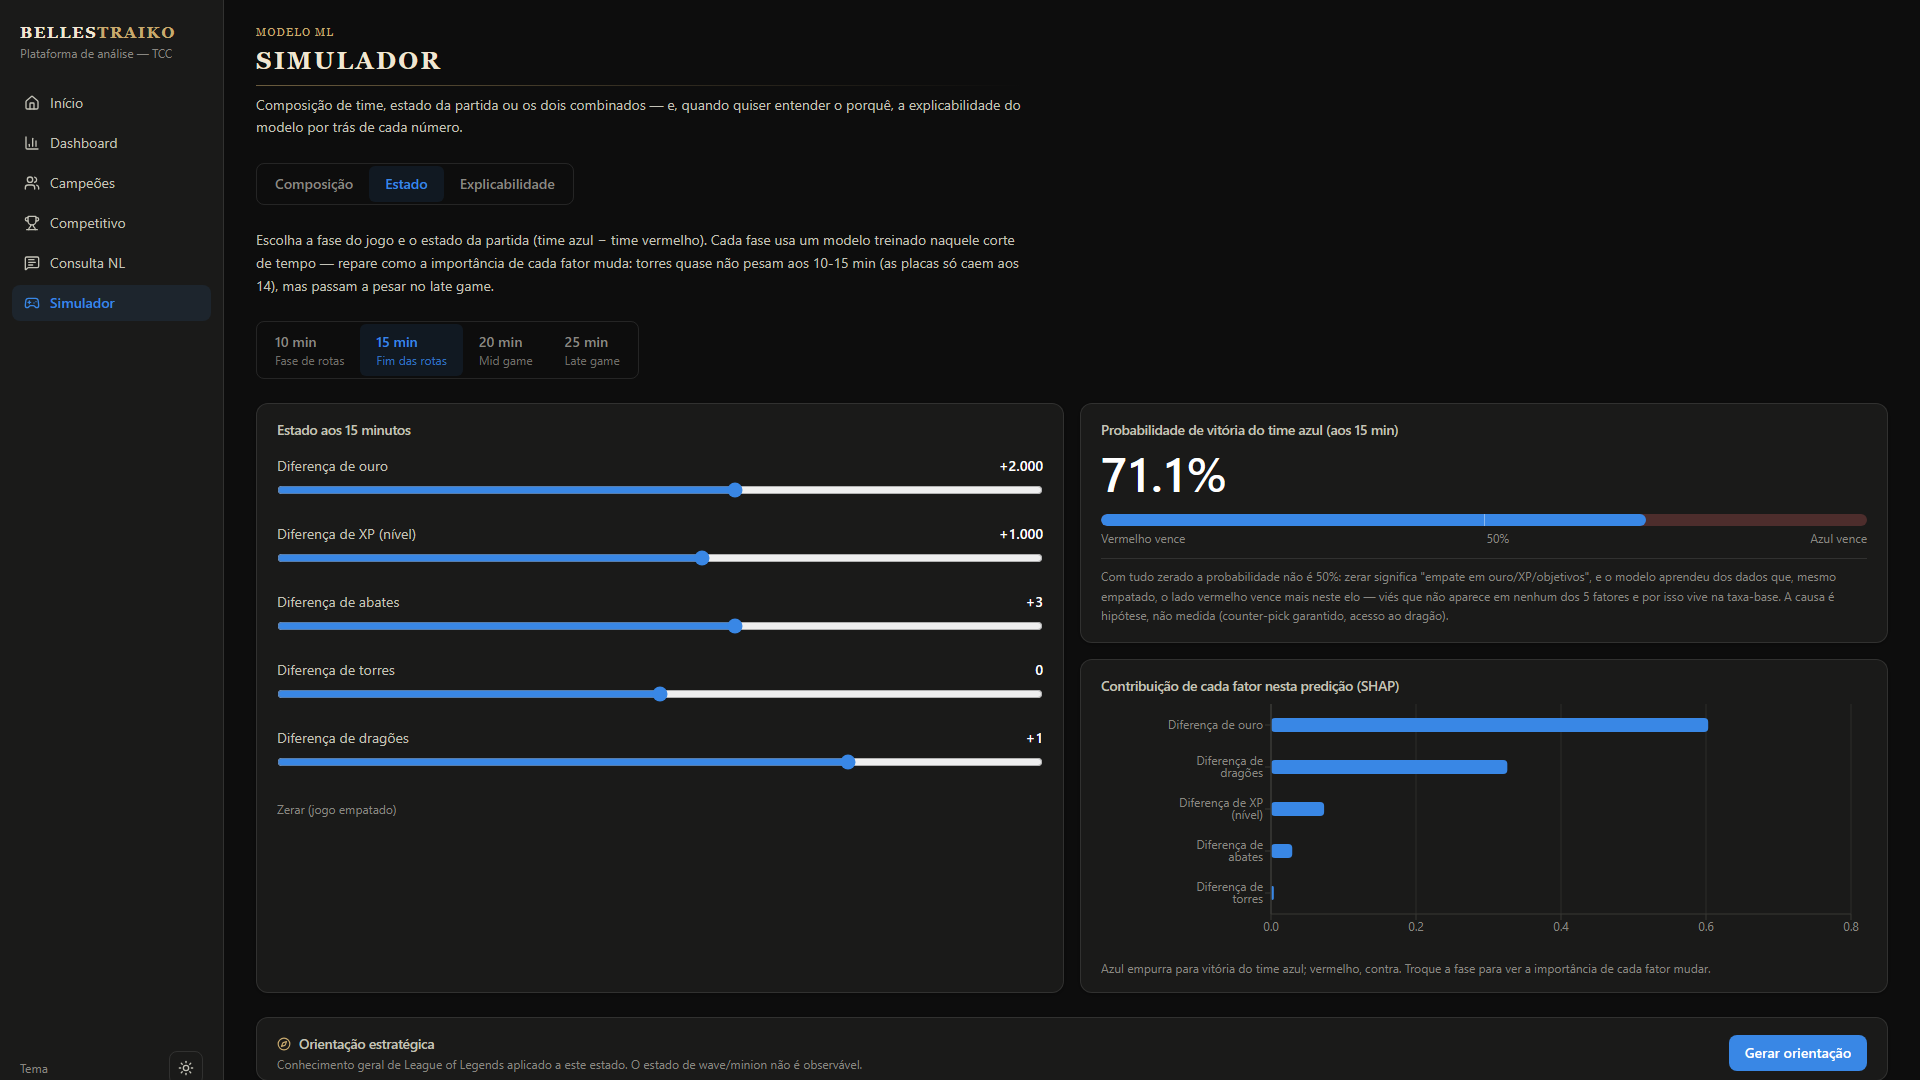 BELLESTRAIKO
Plataforma de análise — TCC
Início
Dashboard
Campeões
Competitivo
Consulta NL
Simulador
Tema
MODELO ML
SIMULADOR
Composição de time, estado da partida ou os dois combinados — e, quando quiser entender o porquê, a explicabilidade do
modelo por trás de cada número.
Composição
Estado
Explicabilidade
Escolha a fase do jogo e o estado da partida (time azul − time vermelho). Cada fase usa um modelo treinado naquele corte
de tempo — repare como a importância de cada fator muda: torres quase não pesam aos 10-15 min (as placas só caem aos
14), mas passam a pesar no late game.
10 min
Fase de rotas
15 min
Fim das rotas
20 min
Mid game
25 min
Late game
Estado aos 15 minutos
Diferença de ouro +2.000
Diferença de XP (nível) +1.000
Diferença de abates +3
Diferença de torres 0
Diferença de dragões +1
Zerar (jogo empatado)
Probabilidade de vitória do time azul (aos 15 min)
71.1%
Vermelho vence 50% Azul vence
Com tudo zerado a probabilidade não é 50%: zerar significa "empate em ouro/XP/objetivos", e o modelo aprendeu dos dados que, mesmo
empatado, o lado vermelho vence mais neste elo — viés que não aparece em nenhum dos 5 fatores e por isso vive na taxa-base. A causa é
hipótese, não medida (counter-pick garantido, acesso ao dragão).
Contribuição de cada fator nesta predição (SHAP)
Diferença de ouro
Diferença de
dragões
Diferença de XP
(nível)
Diferença de
abates
Diferença de
torres
0.0 0.2 0.4 0.6 0.8
Azul empurra para vitória do time azul; vermelho, contra. Troque a fase para ver a importância de cada fator mudar.
Orientação estratégica
Conhecimento geral de League of Legends aplicado a este estado. O estado de wave/minion não é observável.
Gerar orientação